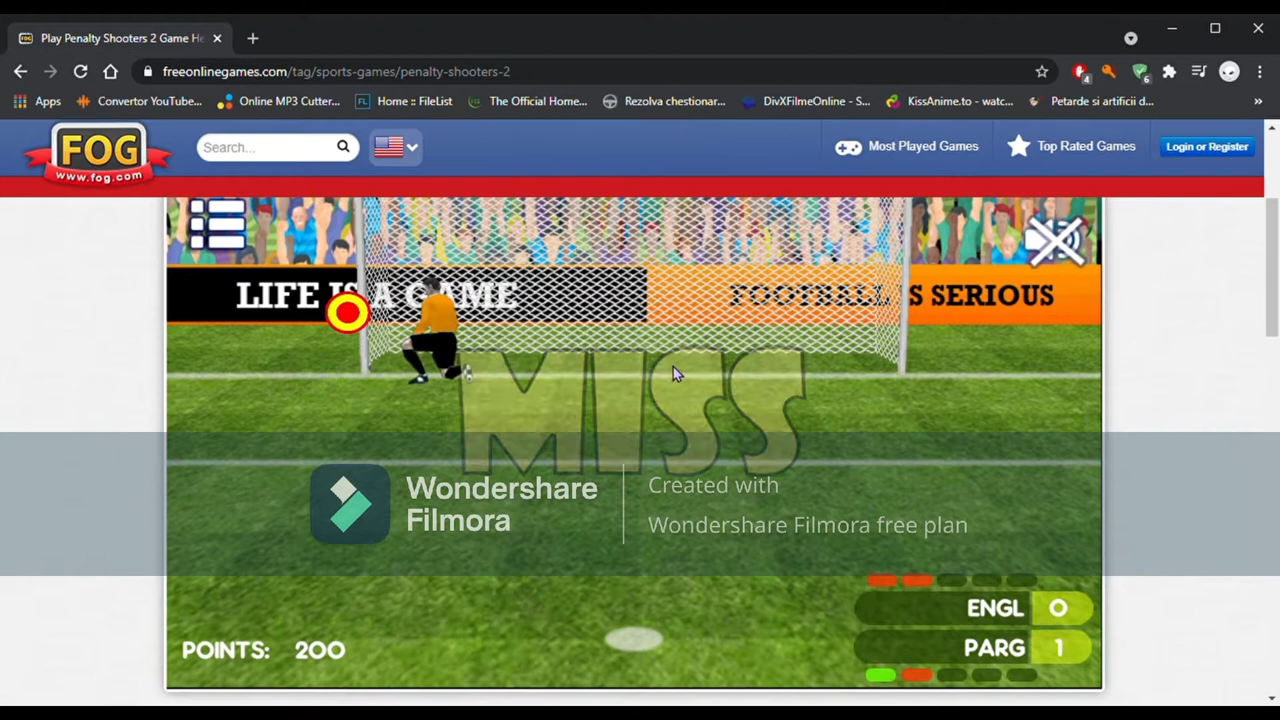 Play Penalty Shooters 2 Game He
freeonlinegames.com/tag/sports-games/penalty-shooters-2
4
6
Apps
Convertor YouTube...
Online MP3 Cutter...
FL Home :: FileList
The Official Home...
Rezolva chestionar...
DivXFilmeOnline - S...
KissAnime.to - watc...
Petarde si artificii d...
»
FOG
www.fog.com
Search...
Most Played Games
Top Rated Games
Login or Register
LIFE IS A GAME
FOOTBALL IS SERIOUS
MISS
Wondershare
Filmora
Created with
Wondershare Filmora free plan
ENGL 0
PARG 1
POINTS: 200